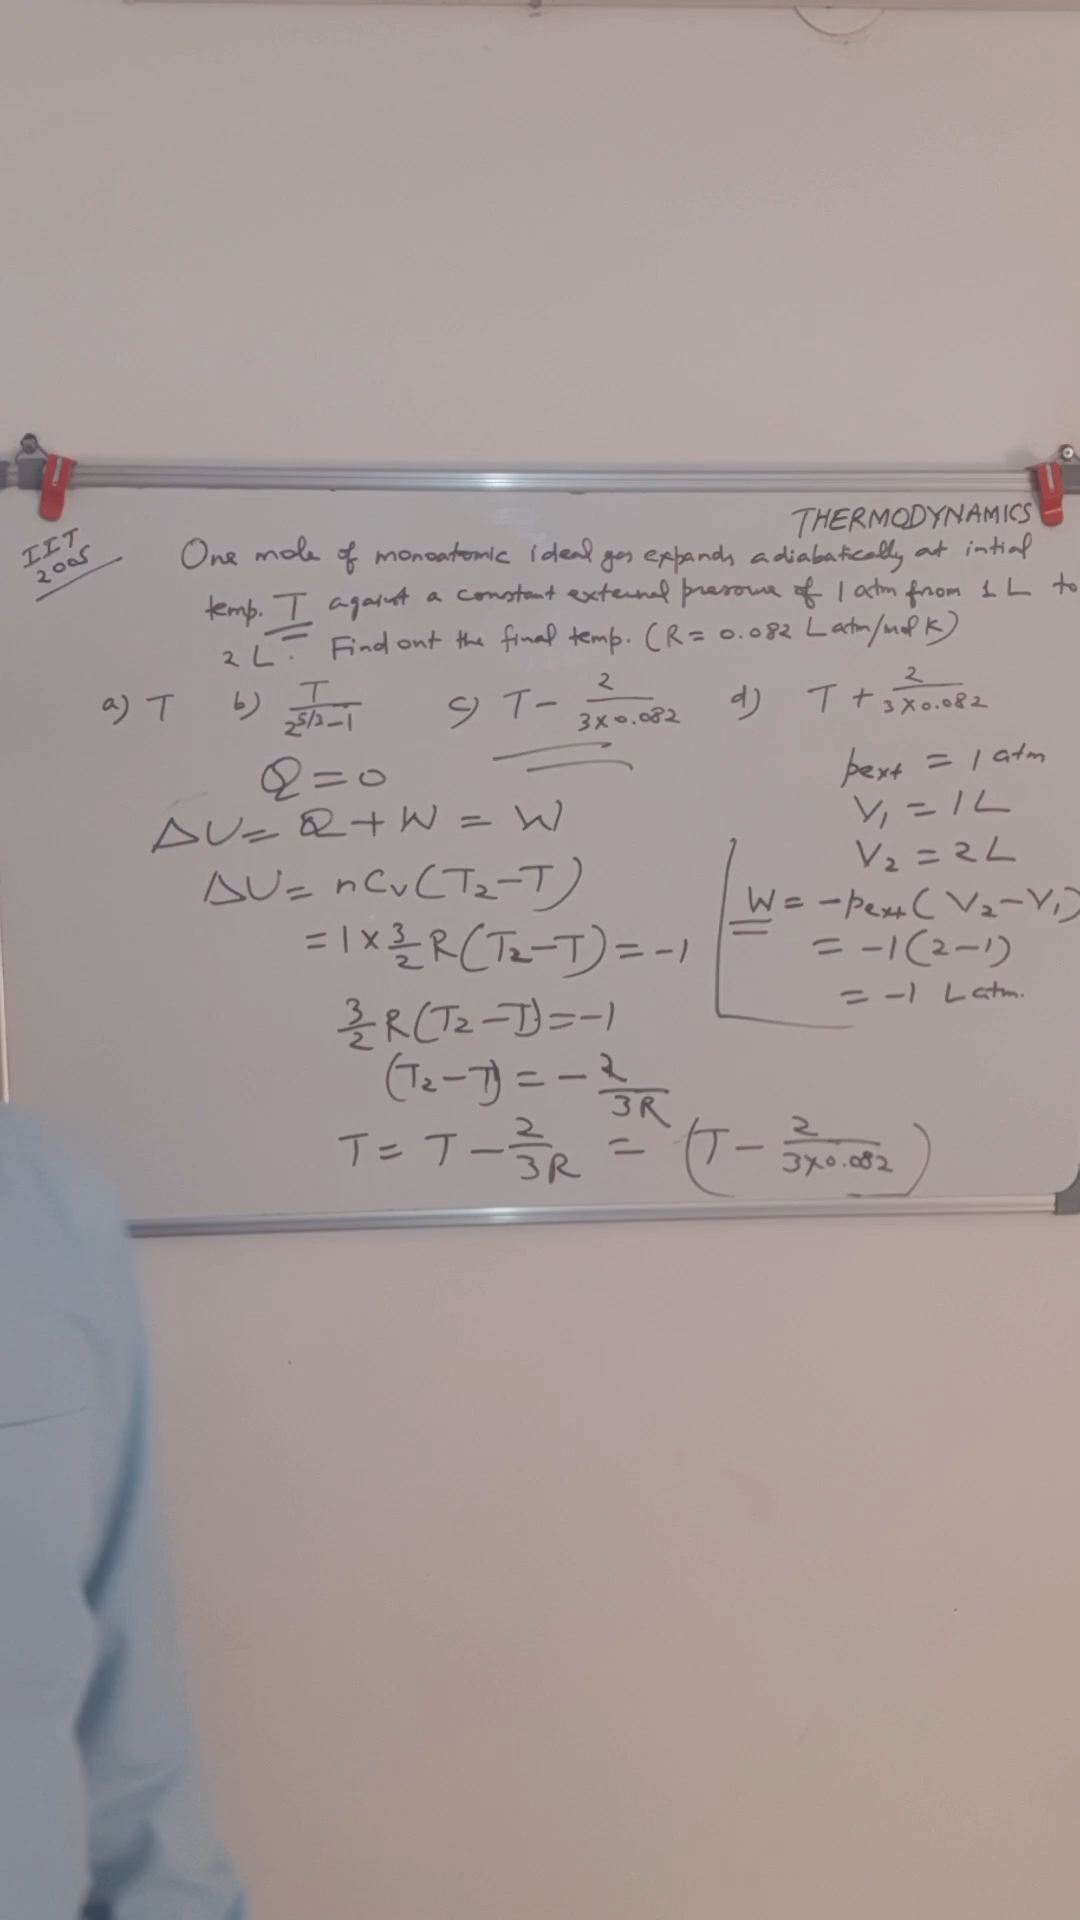 THERMODYNAMICS
IIT
2005
One mole of monoatomic ideal gas expands adiabatically at intial
temp. T against a constant external pressure of 1 atm from 1 L to
2 L. Find out the final temp. (R = 0.082 L atm/mol K)
a) T b) T/2^(5/3)-1 c) T - 2/(3×0.082) d) T + 2/(3×0.082)
Q = 0
ΔU = Q + W = W
ΔU = nCv(T₂-T)
= 1 × 3/2 R(T₂-T) = -1
3/2 R(T₂-T) = -1
(T₂-T) = - 2/3R
T = T - 2/3R = (T - 2/(3×0.082))
pext = 1 atm
V₁ = 1 L
V₂ = 2 L
W = -pext(V₂-V₁)
= -1(2-1)
= -1 L atm.